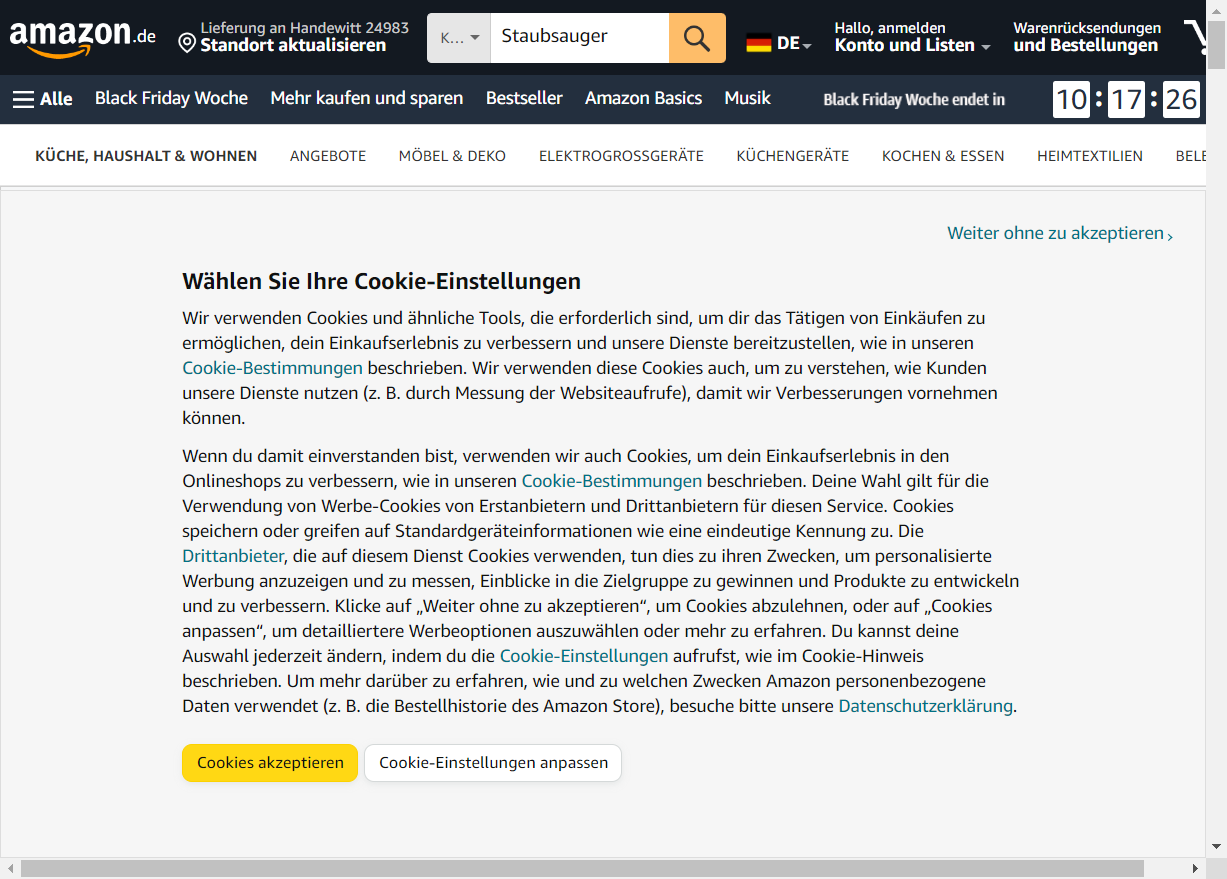 amazon.de
Lieferung an Handewitt 24983
Standort aktualisieren
K...
Staubsauger
DE
Hallo, anmelden
Konto und Listen
Warenrücksendungen
und Bestellungen
Alle
Black Friday Woche
Mehr kaufen und sparen
Bestseller
Amazon Basics
Musik
Black Friday Woche endet in
10 : 17 : 26
KÜCHE, HAUSHALT & WOHNEN
ANGEBOTE
MÖBEL & DEKO
ELEKTROGROSSGERÄTE
KÜCHENGERÄTE
KOCHEN & ESSEN
HEIMTEXTILIEN
BELE
Weiter ohne zu akzeptieren ›
Wählen Sie Ihre Cookie-Einstellungen
Wir verwenden Cookies und ähnliche Tools, die erforderlich sind, um dir das Tätigen von Einkäufen zu
ermöglichen, dein Einkaufserlebnis zu verbessern und unsere Dienste bereitzustellen, wie in unseren
Cookie-Bestimmungen beschrieben. Wir verwenden diese Cookies auch, um zu verstehen, wie Kunden
unsere Dienste nutzen (z. B. durch Messung der Websiteaufrufe), damit wir Verbesserungen vornehmen
können.
Wenn du damit einverstanden bist, verwenden wir auch Cookies, um dein Einkaufserlebnis in den
Onlineshops zu verbessern, wie in unseren Cookie-Bestimmungen beschrieben. Deine Wahl gilt für die
Verwendung von Werbe-Cookies von Erstanbietern und Drittanbietern für diesen Service. Cookies
speichern oder greifen auf Standardgeräteinformationen wie eine eindeutige Kennung zu. Die
Drittanbieter, die auf diesem Dienst Cookies verwenden, tun dies zu ihren Zwecken, um personalisierte
Werbung anzuzeigen und zu messen, Einblicke in die Zielgruppe zu gewinnen und Produkte zu entwickeln
und zu verbessern. Klicke auf „Weiter ohne zu akzeptieren“, um Cookies abzulehnen, oder auf „Cookies
anpassen“, um detailliertere Werbeoptionen auszuwählen oder mehr zu erfahren. Du kannst deine
Auswahl jederzeit ändern, indem du die Cookie-Einstellungen aufrufst, wie im Cookie-Hinweis
beschrieben. Um mehr darüber zu erfahren, wie und zu welchen Zwecken Amazon personenbezogene
Daten verwendet (z. B. die Bestellhistorie des Amazon Store), besuche bitte unsere Datenschutzerklärung.
Cookies akzeptieren
Cookie-Einstellungen anpassen